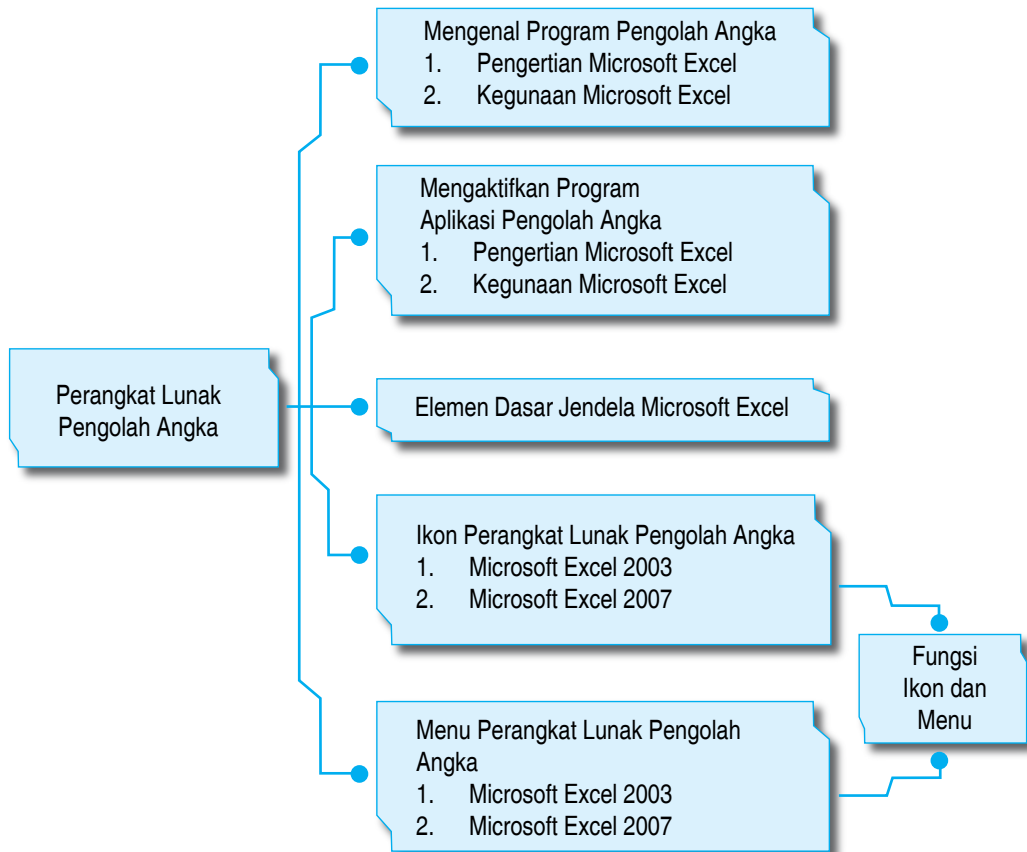 Mengenal Program Pengolah Angka
1. Pengertian Microsoft Excel
2. Kegunaan Microsoft Excel
Mengaktifkan Program
Aplikasi Pengolah Angka
1. Pengertian Microsoft Excel
2. Kegunaan Microsoft Excel
Perangkat Lunak
Pengolah Angka
Elemen Dasar Jendela Microsoft Excel
Ikon Perangkat Lunak Pengolah Angka
1. Microsoft Excel 2003
2. Microsoft Excel 2007
Fungsi
Ikon dan
Menu
Menu Perangkat Lunak Pengolah
Angka
1. Microsoft Excel 2003
2. Microsoft Excel 2007